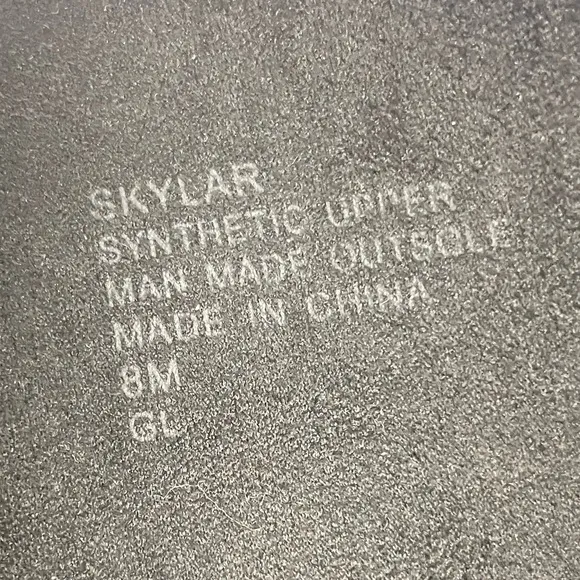 SKYLAR
SYNTHETIC UPPER
MAN MADE OUTSOLE
MADE IN CHINA
8M
GL